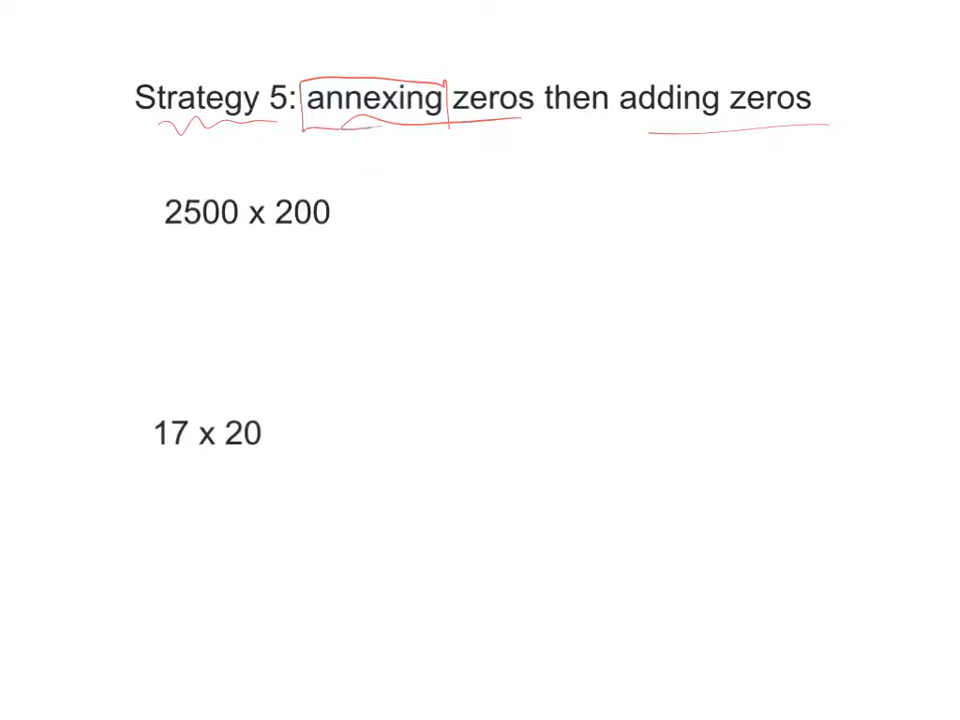 Strategy 5: annexing zeros then adding zeros
2500 x 200
17 x 20